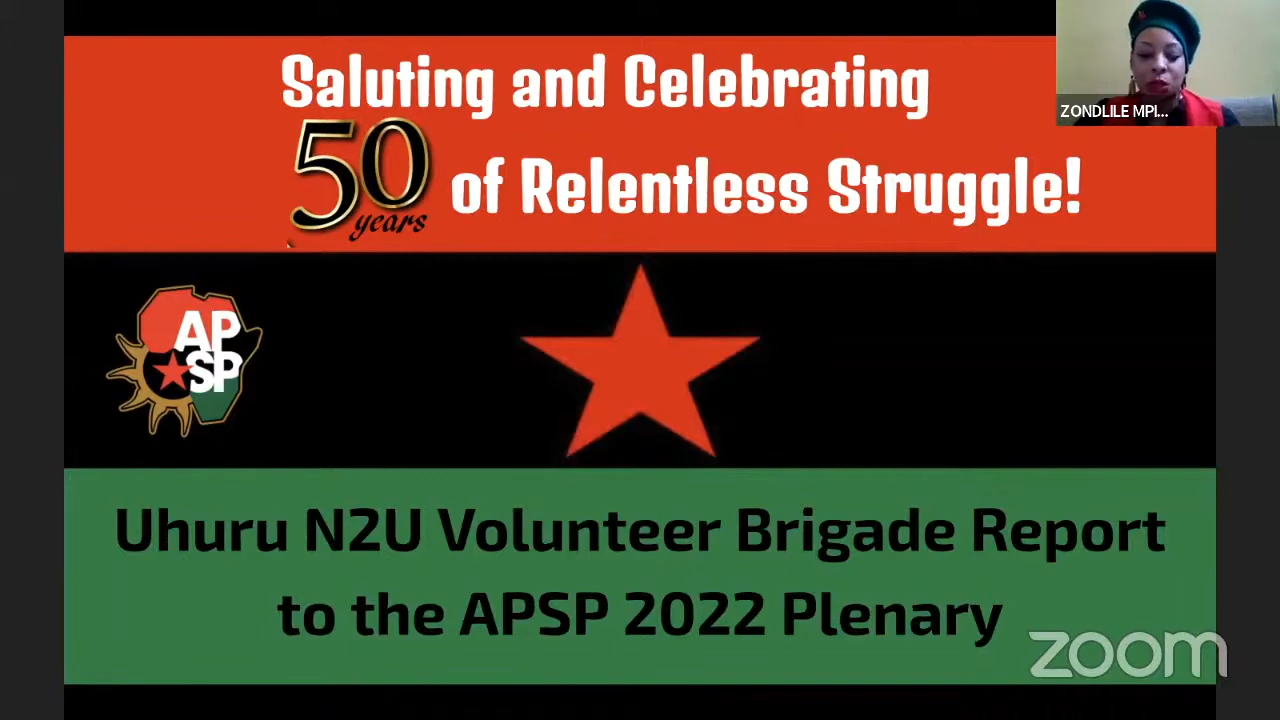 Saluting and Celebrating
50 years of Relentless Struggle!
ZONDLILE MPI...
AP
SP
Uhuru N2U Volunteer Brigade Report
to the APSP 2022 Plenary
zoom